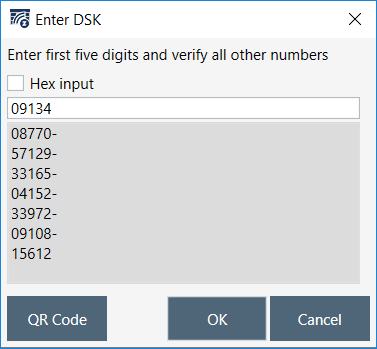 Enter DSK
Enter first five digits and verify all other numbers
Hex input
09134
08770-
57129-
33165-
04152-
33972-
09108-
15612
QR Code OK Cancel